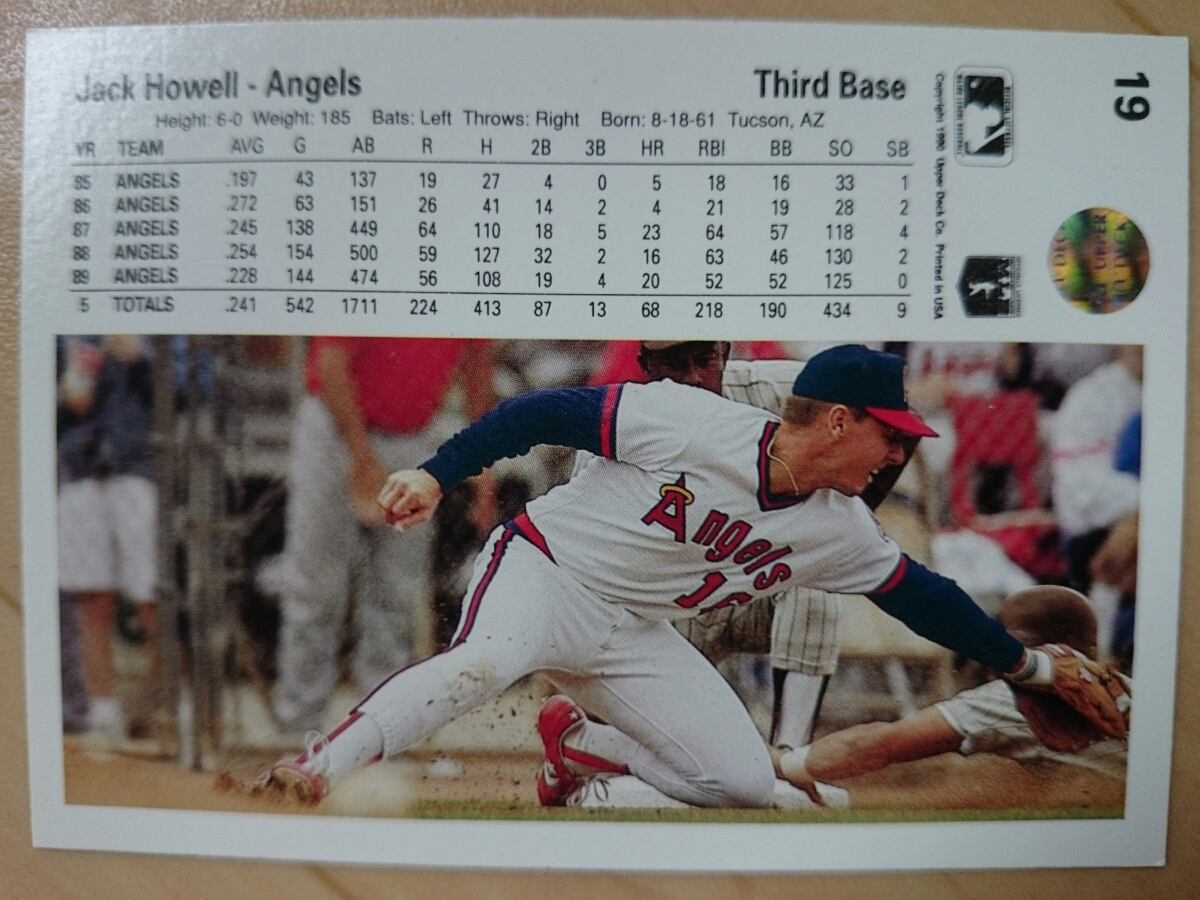 Jack Howell - Angels Third Base
Height: 6-0 Weight: 185 Bats: Left Throws: Right Born: 8-18-61 Tucson, AZ
YR TEAM AVG G AB R H 2B 3B HR RBI BB SO SB
85 ANGELS .197 43 137 19 27 4 0 5 18 16 33 1
86 ANGELS .272 63 151 26 41 14 2 4 21 19 28 2
87 ANGELS .245 138 449 64 110 18 5 23 64 57 118 4
88 ANGELS .254 154 500 59 127 32 2 16 63 46 130 2
89 ANGELS .228 144 474 56 108 19 4 20 52 52 125 0
5 TOTALS .241 542 1711 224 413 87 13 68 218 190 434 9
Copyright 1990 Upper Deck Co. Printed in USA
19
UPPER
DECK
Angels
16